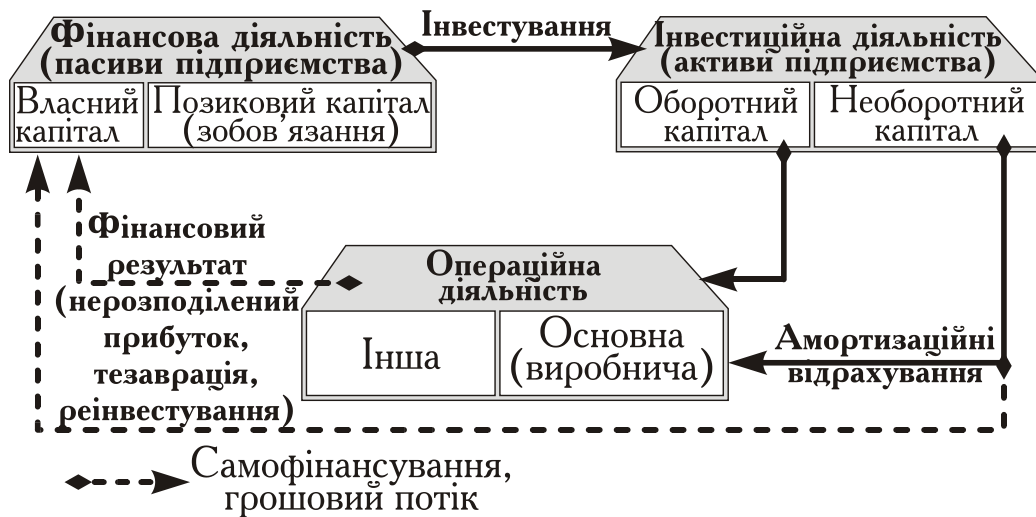 Інвестування
Фінансова діяльність
(пасиви підприємства)
Власний
капітал
Позиковий капітал
(зобов'язання)
Інвестиційна діяльність
(активи підприємства)
Оборотний
капітал
Необоротний
капітал
Фінансовий
результат
(нерозподілений
прибуток,
тезаврація,
реінвестування)
Операційна
діяльність
Інша
Основна
(виробнича)
Амортизаційні
відрахування
Самофінансування,
грошовий потік